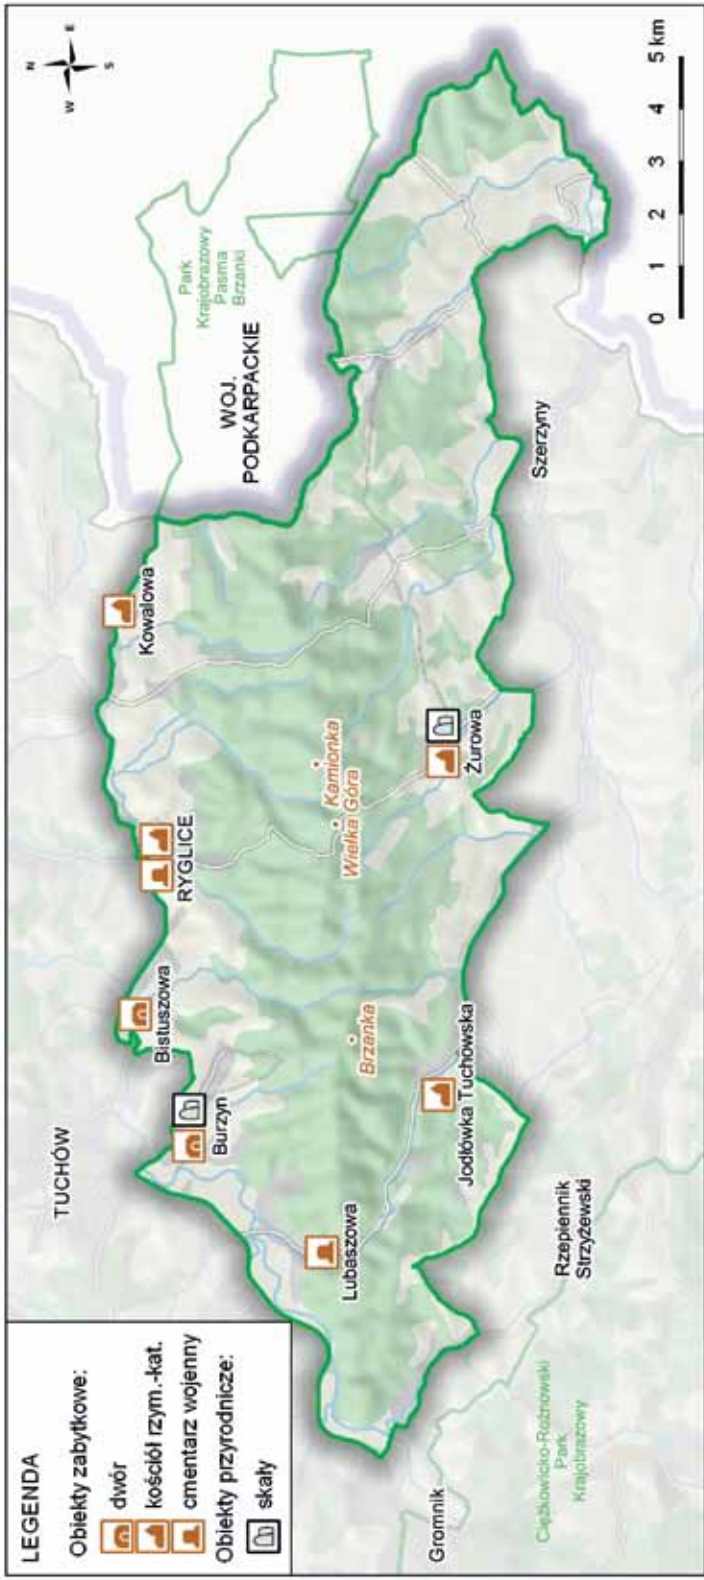 LEGENDA
Obiekty zabytkowe:
dwór
kościół rzym.-kat.
cmentarz wojenny
Obiekty przyrodnicze:
skały
TUCHÓW
N
W
E
S
Park
Krajobrazowy
Pasma
Brzanki
WOJ.
PODKARPACKIE
Kowalowa
RYGLICE
Bistuszowa
Burzyn
Lubaszowa
Kamionka
Wielka Góra
Brzanka
Żurowa
Jodłówka Tuchowska
Szerzyny
Rzepiennik
Strzyżewski
Gromnik
Ciężkowicko-Rożnowski
Park
Krajobrazowy
0 1 2 3 4 5 km